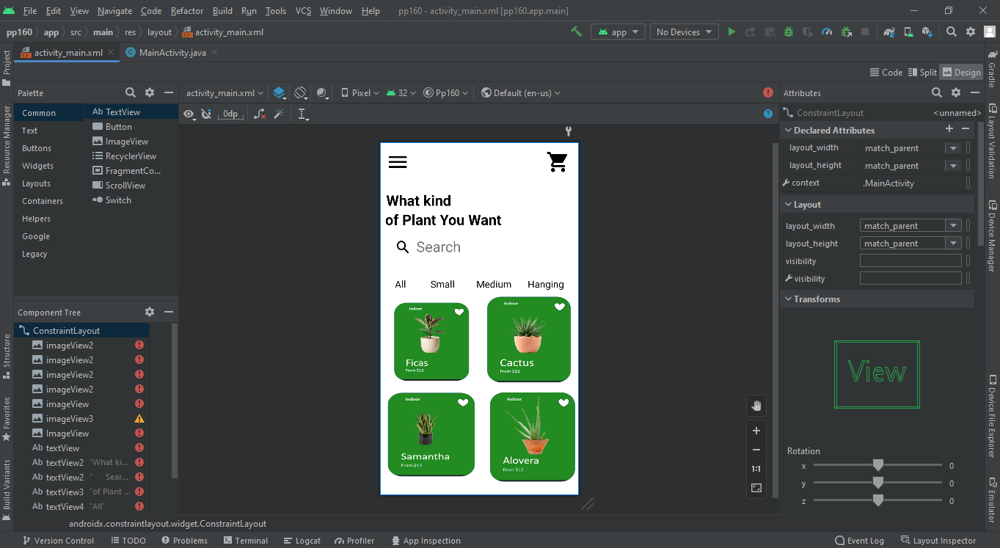 File Edit View Navigate Code Refactor Build Run Tools VCS Window Help pp160 - activity_main.xml [pp160.app.main]
pp160 app src main res layout activity_main.xml app No Devices
activity_main.xml MainActivity.java
Code Split Design
Palette activity_main.xml Pixel 32 Pp160 Default (en-us) Attributes
Common
Text
Buttons
Widgets
Layouts
Containers
Helpers
Google
Legacy
Ab TextView
Button
ImageView
RecyclerView
FragmentCo...
ScrollView
Switch
0dp
ConstraintLayout <unnamed>
Declared Attributes
layout_width match_parent
layout_height match_parent
context .MainActivity
Layout
layout_width match_parent
layout_height match_parent
visibility
visibility
Transforms
View
Rotation
x 0
y 0
z 0
What kind
of Plant You Want
Search
All Small Medium Hanging
Indoor
Ficas
From $12
Indoor
Cactus
From $12
Indoor
Samantha
From $12
Indoor
Alovera
From $12
1:1
Component Tree
ConstraintLayout
imageView2
imageView2
imageView2
imageView2
imageView
imageView3
ImageView
Ab textView
Ab textView2 "What ki...
Ab textView2 " Sear...
Ab textView3 "of Plant ...
Ab textView4 "All"
androidx.constraintlayout.widget.ConstraintLayout
Version Control TODO Problems Terminal Logcat Profiler App Inspection Event Log Layout Inspector
Project
Resource Manager
Structure
Favorites
Build Variants
Gradle
Layout Validation
Device Manager
Device File Explorer
Emulator